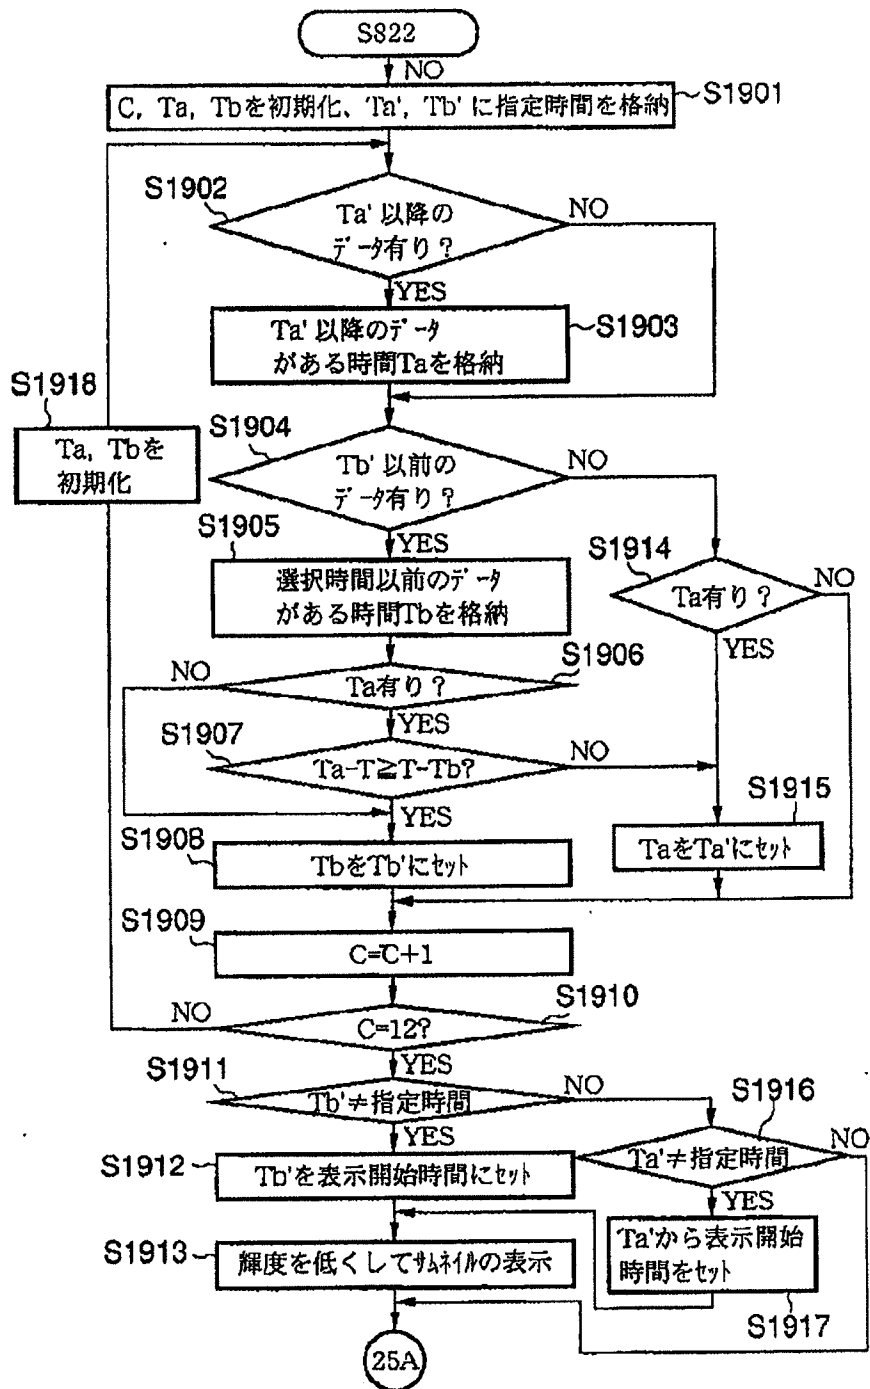 S822
NO
C, Ta, Tbを初期化、Ta', Tb' に指定時間を格納
S1901
S1902
Ta' 以降の
データ有り?
NO
YES
Ta' 以降のデータ
がある時間Taを格納
S1903
S1918
Ta, Tbを
初期化
S1904
Tb' 以前の
データ有り?
NO
YES
S1905
選択時間以前のデータ
がある時間Tbを格納
S1914
Ta有り?
NO
YES
NO
Ta有り?
S1906
YES
S1907
Ta-T≧T-Tb?
NO
YES
S1908
TbをTb'にセット
S1915
TaをTa'にセット
S1909
C=C+1
S1910
NO
C=12?
YES
S1911
Tb'≠指定時間
NO
YES
S1916
Ta'≠指定時間
NO
YES
S1912
Tb'を表示開始時間にセット
S1913
輝度を低くしてサムネイルの表示
Ta'から表示開始
時間をセット
S1917
25A